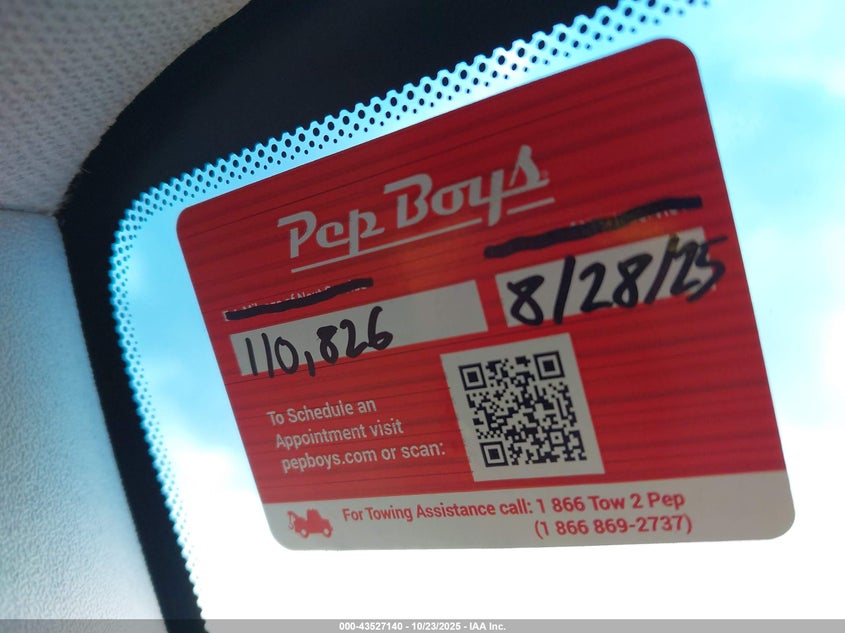 Pep Boys
110,826
8/28/25
To Schedule an
Appointment visit
pepboys.com or scan:
For Towing Assistance call: 1 866 Tow 2 Pep
(1 866 869-2737)
000-43527140 - 10/23/2025 - IAA Inc.